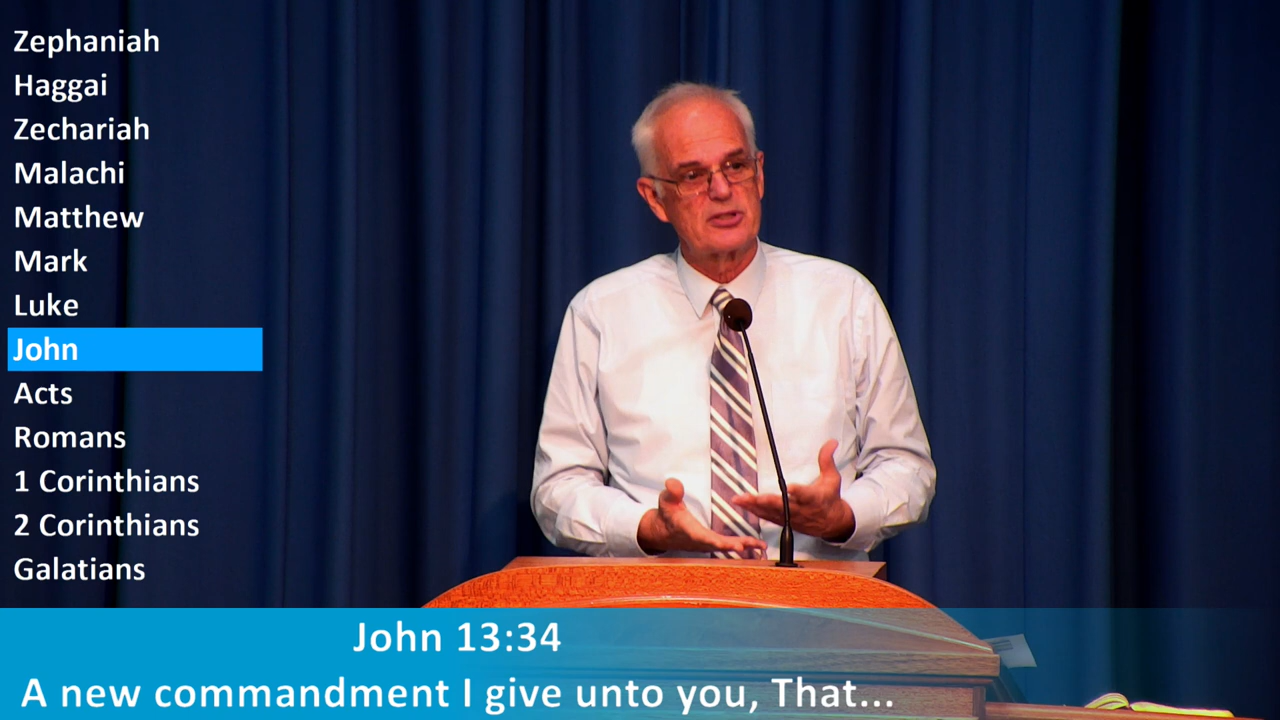 Zephaniah
Haggai
Zechariah
Malachi
Matthew
Mark
Luke
John
Acts
Romans
1 Corinthians
2 Corinthians
Galatians
John 13:34
A new commandment I give unto you, That...